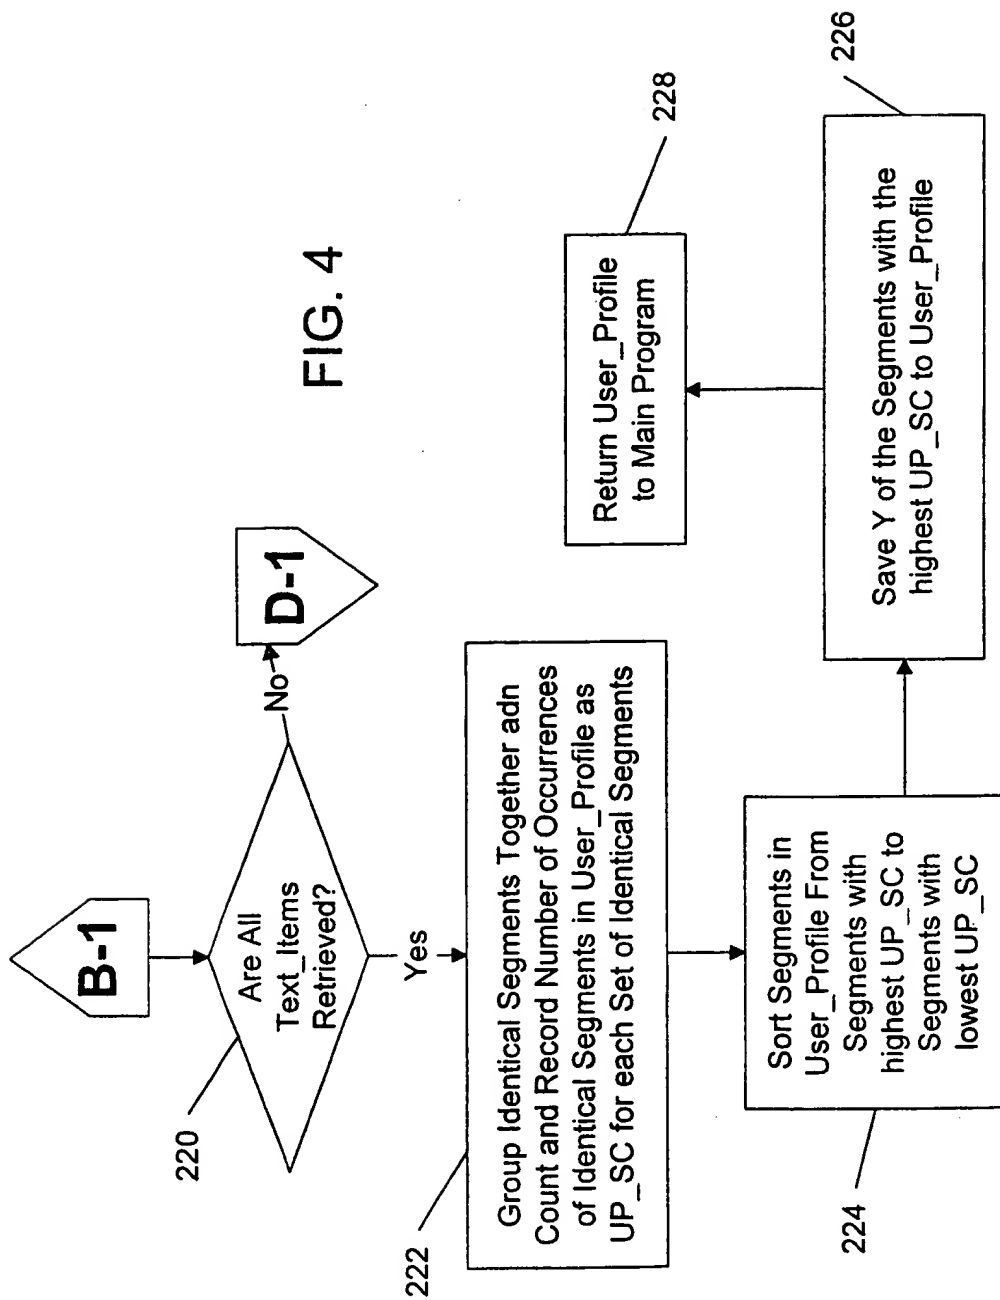 B-1
Are All
Text_Items
Retrieved?
220
No
D-1
Yes
FIG. 4
222
Group Identical Segments Together adn
Count and Record Number of Occurrences
of Identical Segments in User_Profile as
UP_SC for each Set of Identical Segments
Sort Segments in
User_Profile From
Segments with
highest UP_SC to
Segments with
lowest UP_SC
224
Save Y of the Segments with the
highest UP_SC to User_Profile
226
Return User_Profile
to Main Program
228